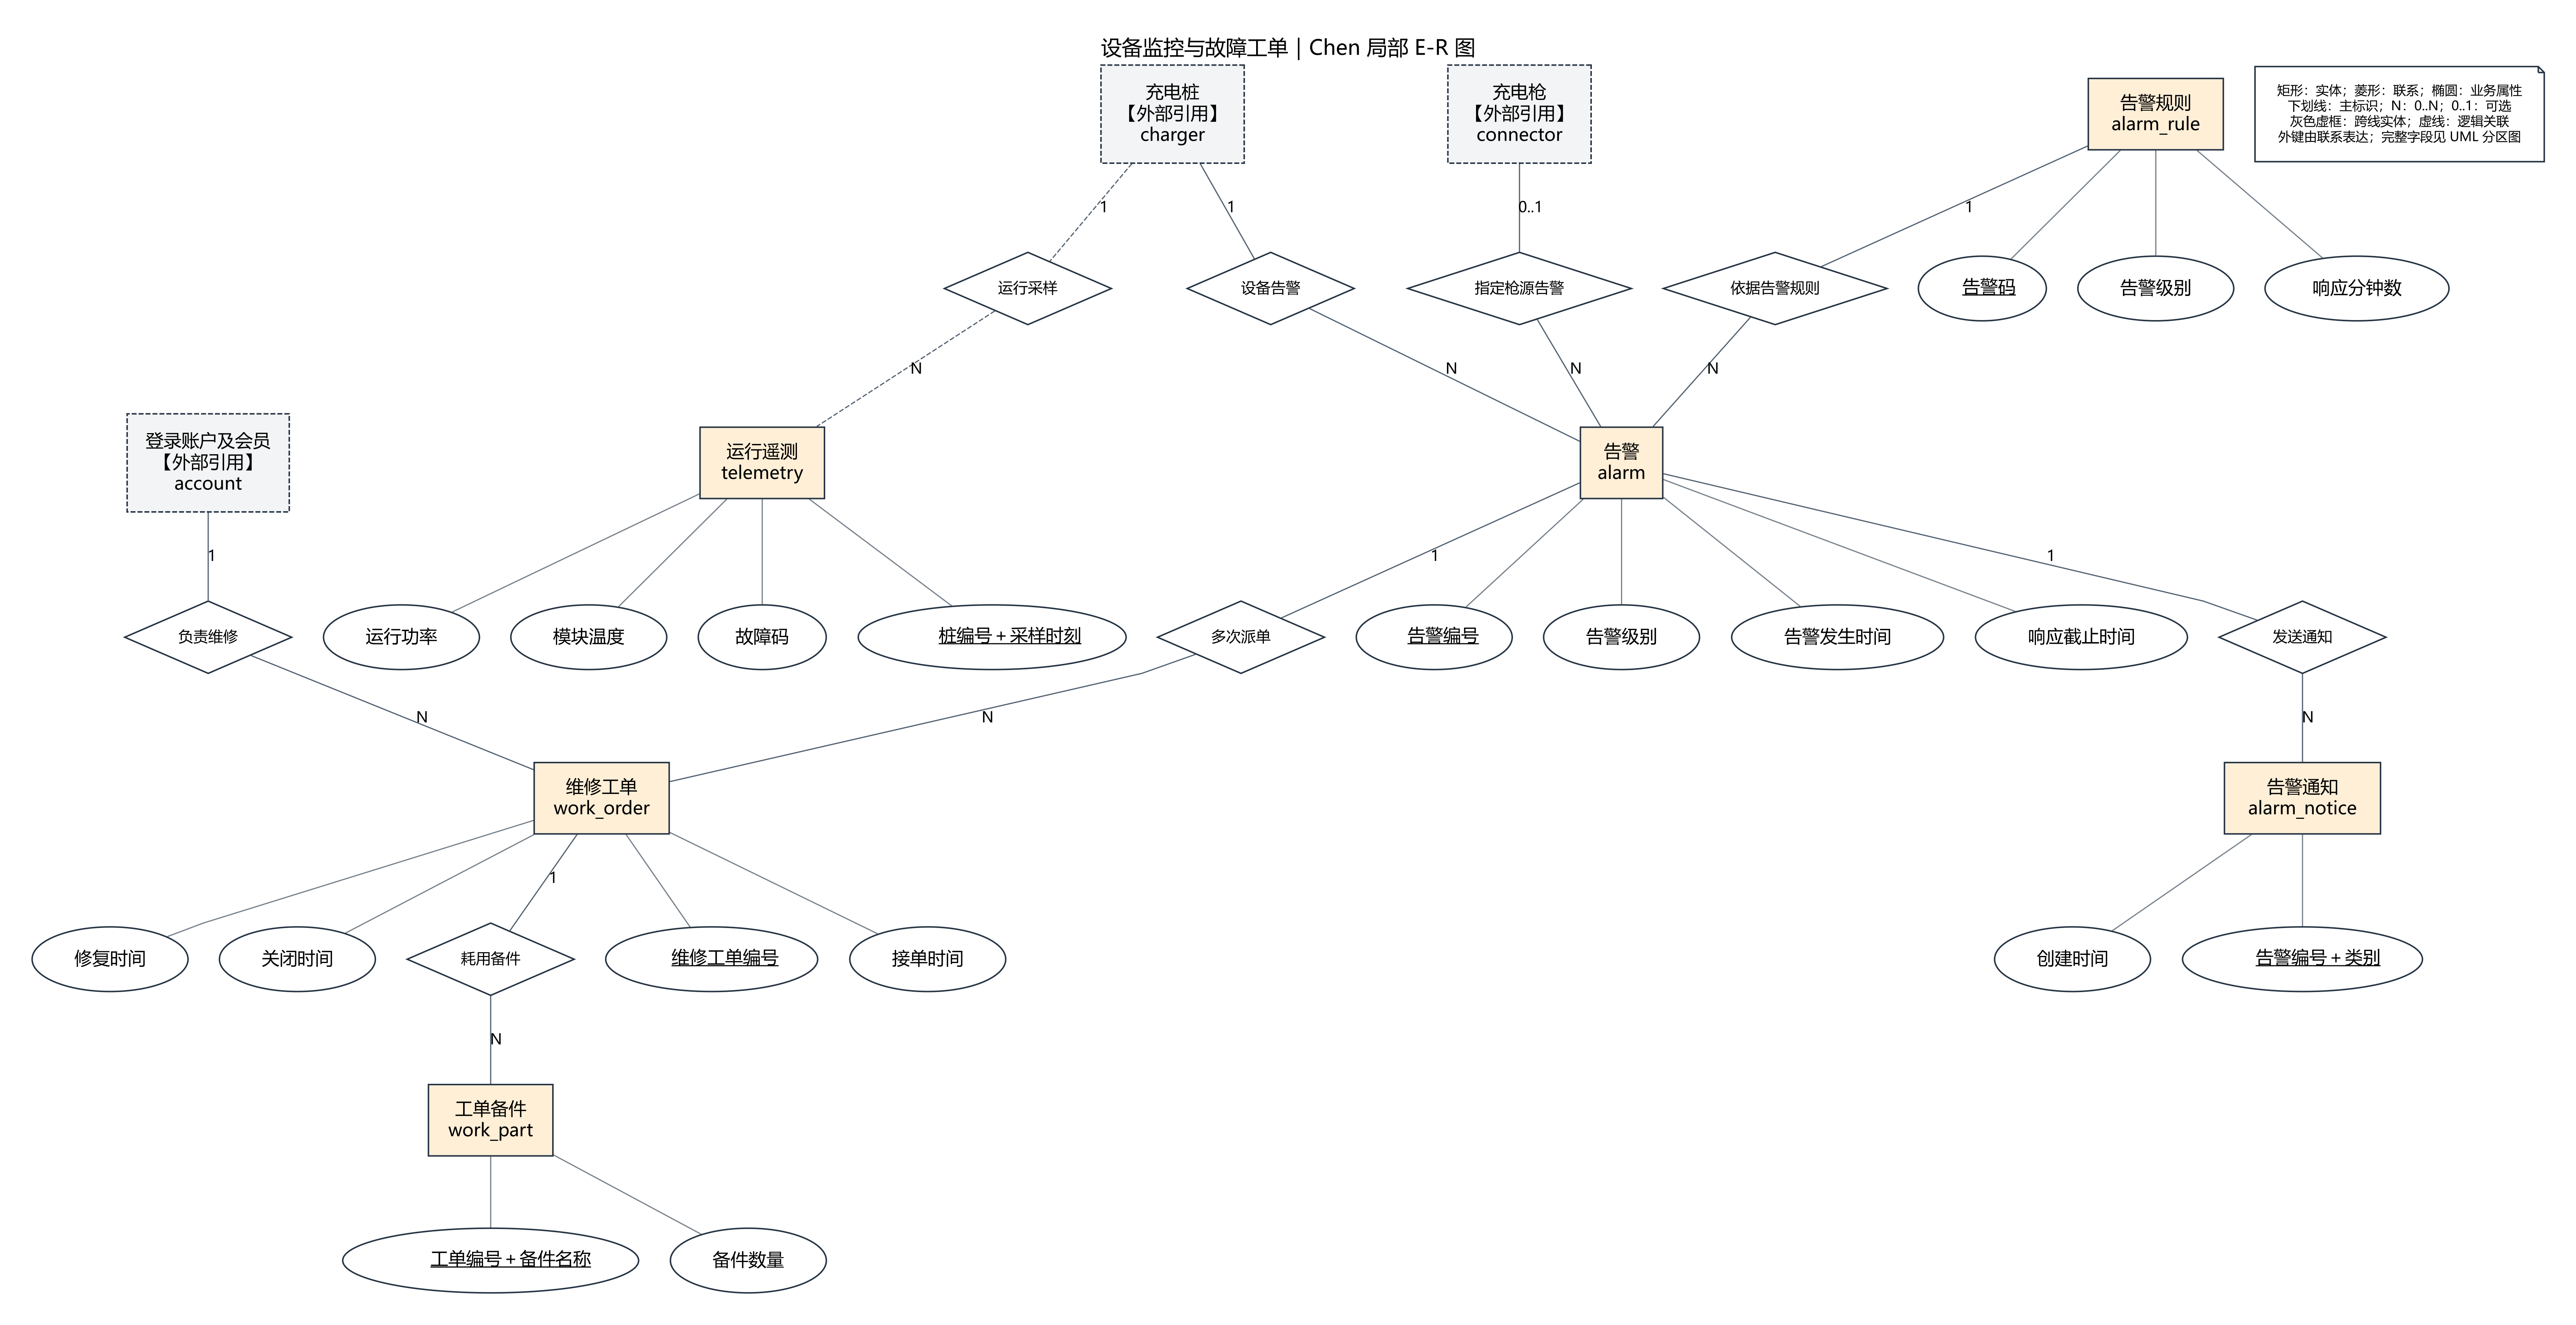 设备监控与故障工单 | Chen 局部 E-R 图
充电桩
【外部引用】
charger
充电枪
【外部引用】
connector
告警规则
alarm_rule
矩形：实体；菱形：联系；椭圆：业务属性
下划线：主标识；N：0..N；0..1：可选
灰色虚框：跨线实体；虚线：逻辑关联
外键由联系表达；完整字段见 UML 分区图
1
1
0..1
1
运行采样
设备告警
指定枪源告警
依据告警规则
告警码
告警级别
响应分钟数
N
N
N
N
登录账户及会员
【外部引用】
account
运行遥测
telemetry
告警
alarm
1
1
1
负责维修
运行功率
模块温度
故障码
桩编号＋采样时刻
多次派单
告警编号
告警级别
告警发生时间
响应截止时间
发送通知
N
N
N
维修工单
work_order
告警通知
alarm_notice
1
修复时间
关闭时间
耗用备件
维修工单编号
接单时间
创建时间
告警编号＋类别
N
工单备件
work_part
工单编号＋备件名称
备件数量